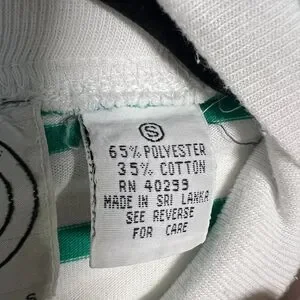 S
65% POLYESTER
35% COTTON
RN 40299
MADE IN SRI LANKA
SEE REVERSE
FOR CARE
S